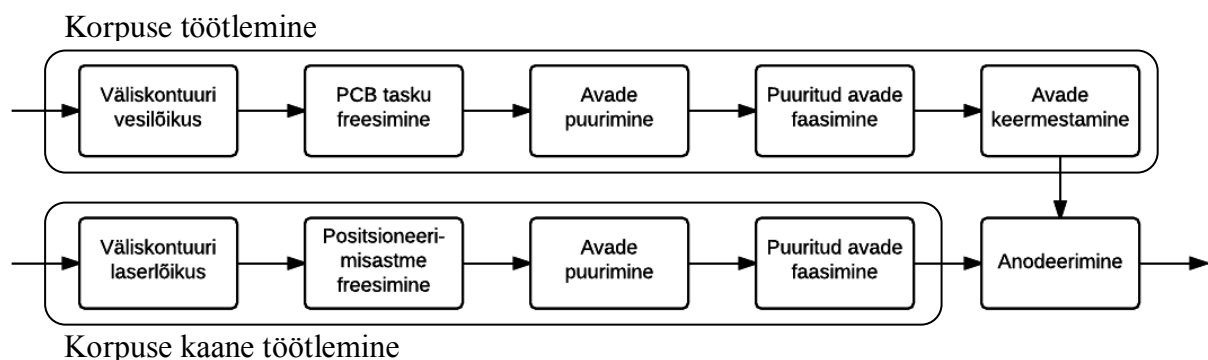 Korpuse töötlemine
Väliskontuuri
vesilõikus
PCB tasku
freesimine
Avade
puurimine
Puuritud avade
faasimine
Avade
keermestamine
Väliskontuuri
laserlõikus
Positsioneeri-
misastme
freesimine
Avade
puurimine
Puuritud avade
faasimine
Anodeerimine
Korpuse kaane töötlemine